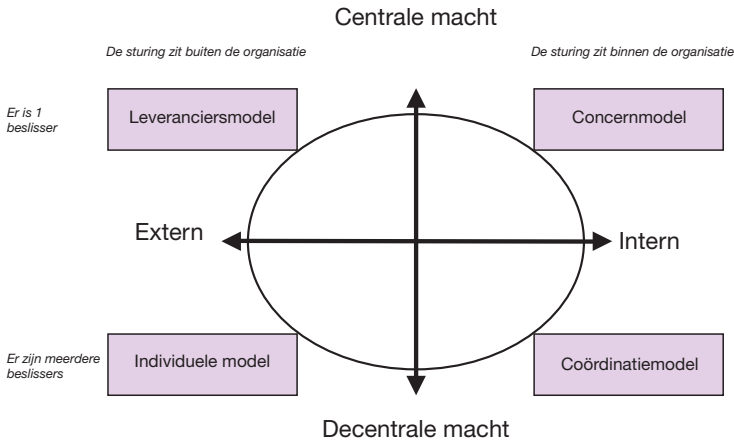 Centrale macht
De sturing zit buiten de organisatie
De sturing zit binnen de organisatie
Er is 1
beslisser
Leveranciersmodel
Concernmodel
Extern
Intern
Er zijn meerdere
beslissers
Individuele model
Coördinatiemodel
Decentrale macht